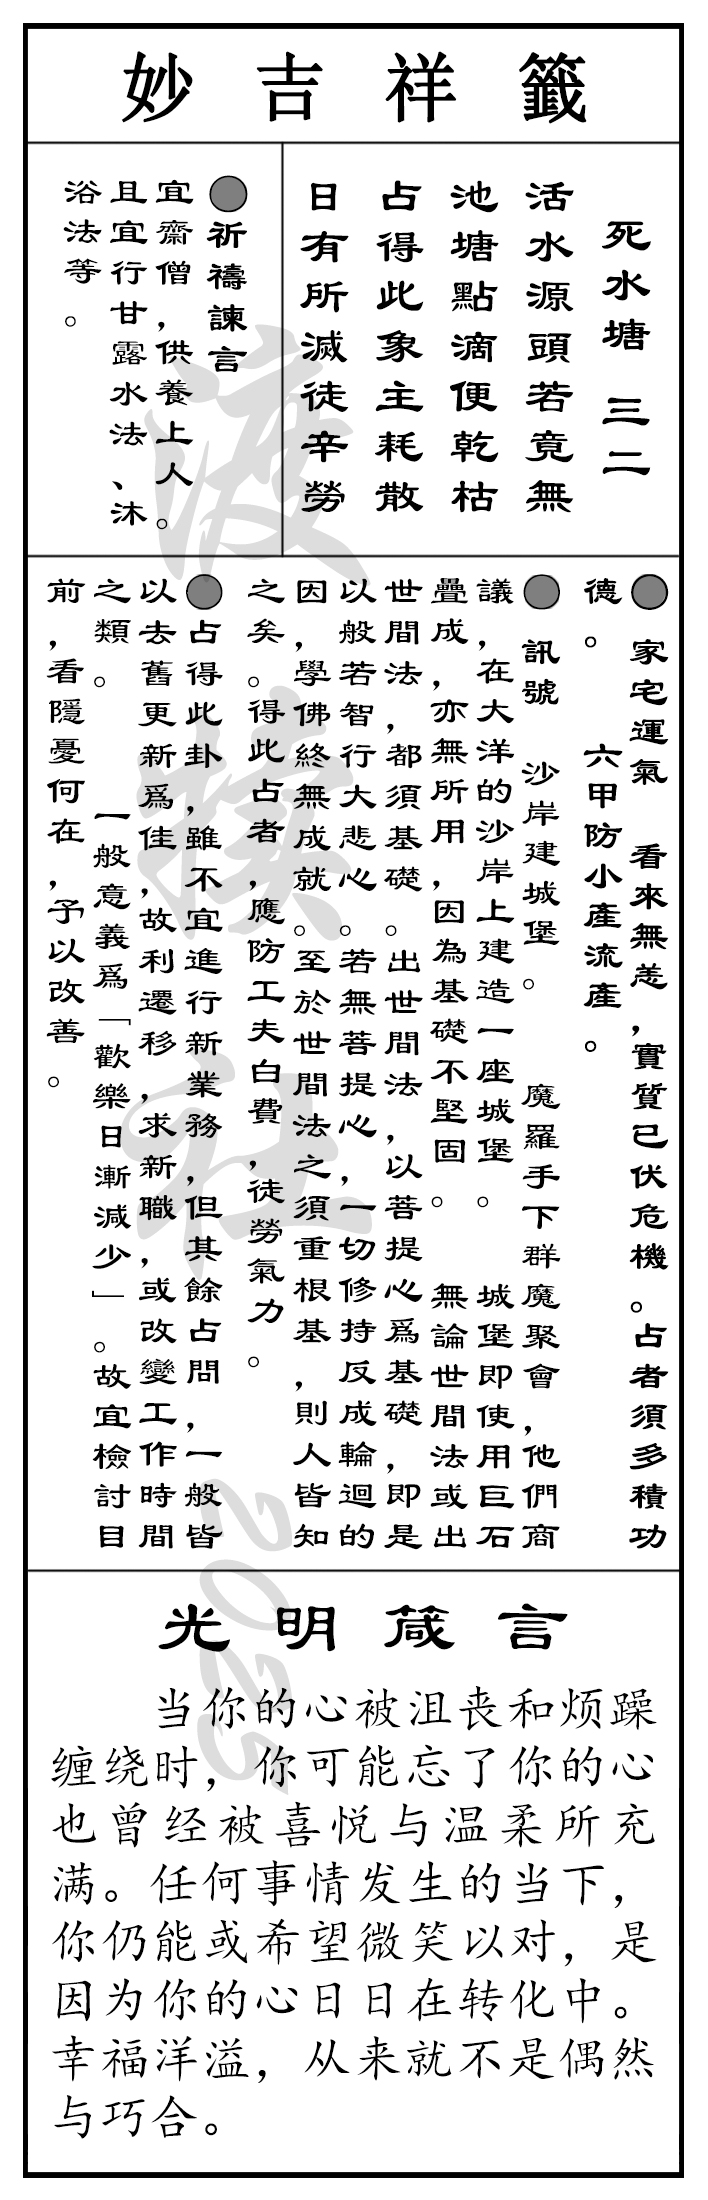 妙吉祥籤
死水塘 三二
活水源頭若竟無
池塘點滴便乾枯
占得此象主耗散
日有所滅徒辛勞
●祈禱諫言
宜齋僧，供養上人。
且宜行甘露水法、沐
浴法等。
● 家宅運氣 看來無恙，實質已伏危機。占者須多積功
德。 六甲防小產流產。
● 訊號 沙岸建城堡。 魔羅手下群魔聚會，他們商
議，在大洋的沙岸上建造一座城堡。 城堡即使用巨石
疊成，亦無所用，因為基礎不堅固。 無論世間法或出
世間法，都須基礎。出世間法，以菩提心爲基礎，即是
以般若智行大悲心。若無菩提心，一切修持反成輪迴的
因，學佛終無成就。至於世間法之須重根基，則人皆知
之矣。得此占者，應防工夫白費，徒勞氣力。
●占得此卦，雖不宜進行新業務，但其餘占問，一般皆
以去舊更新爲佳，故利遷移，求新職，或改變工作時間
之類。 一般意義爲「歡樂日漸減少」。故宜檢討目
前，看隱憂何在，予以改善。
光明箴言
当你的心被沮丧和烦躁
缠绕时，你可能忘了你的心
也曾经被喜悦与温柔所充
满。任何事情发生的当下，
你仍能或希望微笑以对，是
因为你的心日日在转化中。
幸福洋溢，从来就不是偶然
与巧合。